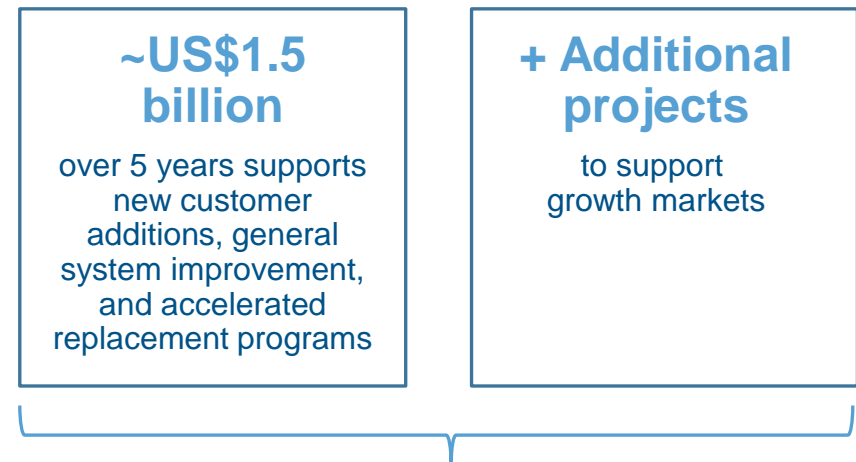 ~US$1.5
billion
over 5 years supports
new customer
additions, general
system improvement,
and accelerated
replacement programs
+ Additional
projects
to support
growth markets